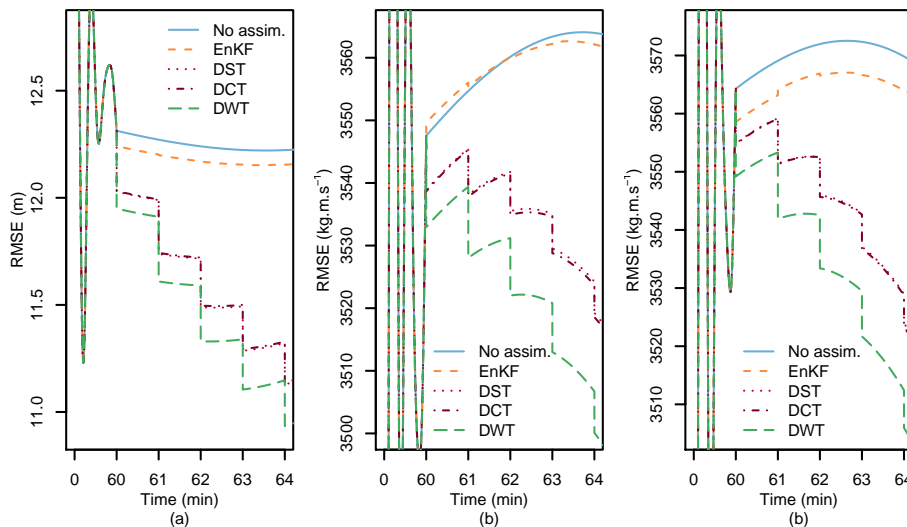 No assim.
EnKF
DST
DCT
DWT
RMSE (m)
11.0 11.5 12.0 12.5
0 60 61 62 63 64
Time (min)
(a)
No assim.
EnKF
DST
DCT
DWT
RMSE (kg.m.s⁻¹)
3500 3510 3520 3530 3540 3550 3560
0 60 61 62 63 64
Time (min)
(b)
No assim.
EnKF
DST
DCT
DWT
RMSE (kg.m.s⁻¹)
3510 3520 3530 3540 3550 3560 3570
0 60 61 62 63 64
Time (min)
(b)